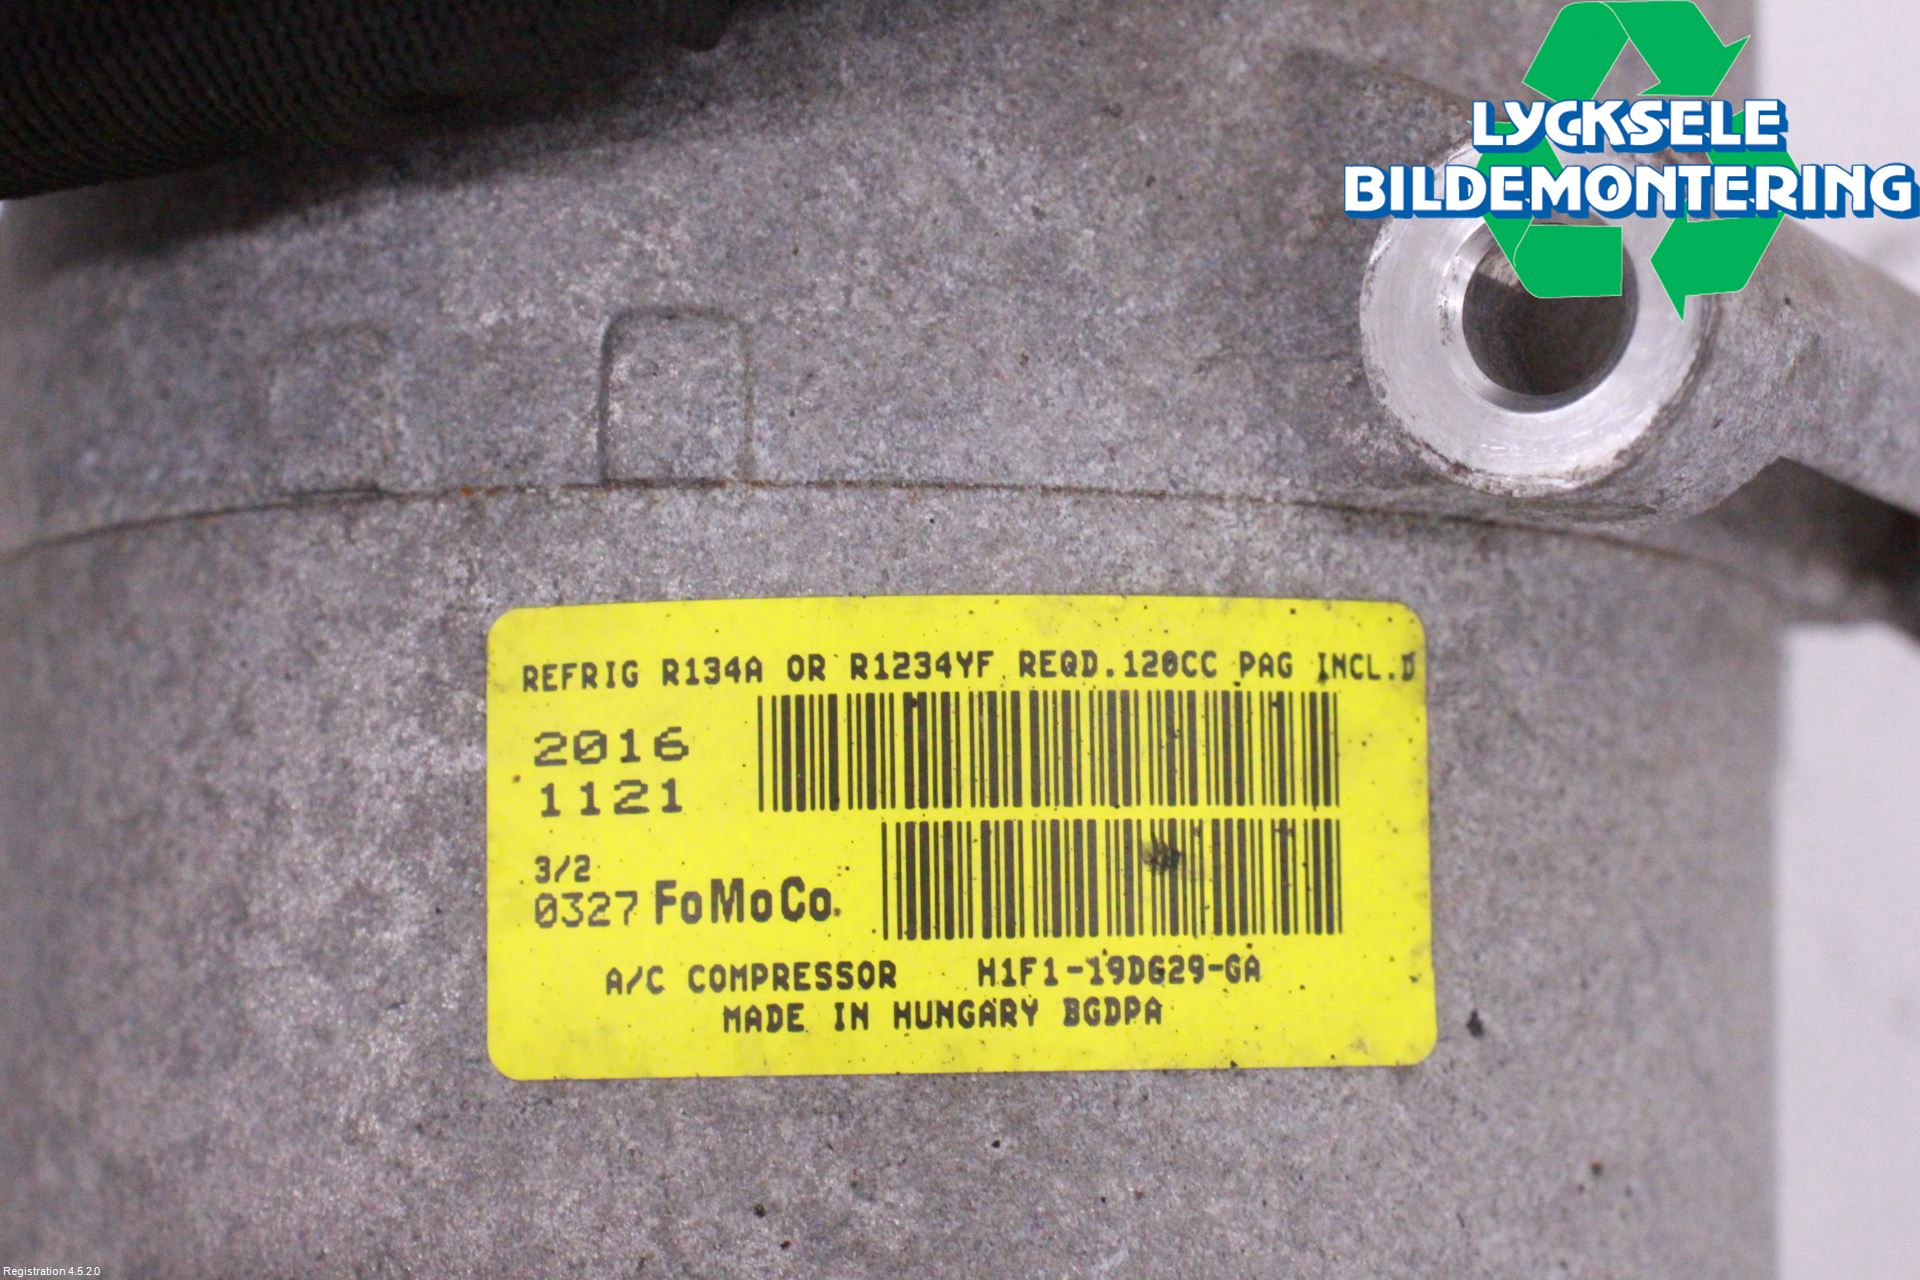 LYCKSELE
BILDEMONTERING
REFRIG R134A OR R1234YF REQD.120CC PAG INCL.D
2016
1121
3/2
0327 FoMoCo.
A/C COMPRESSOR H1F1-19DG29-GA
MADE IN HUNGARY BGDPA
Registration 4.5.2.0